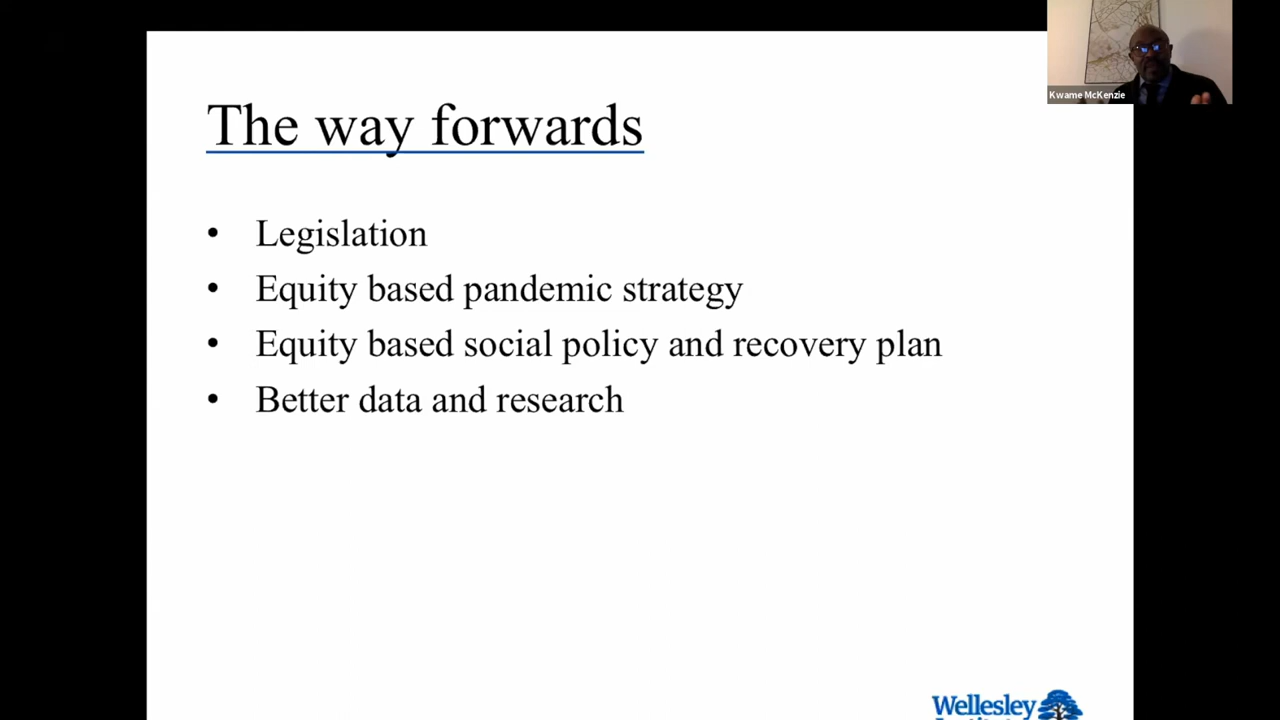 Kwame McKenzie
The way forwards
• Legislation
• Equity based pandemic strategy
• Equity based social policy and recovery plan
• Better data and research
Wellesley